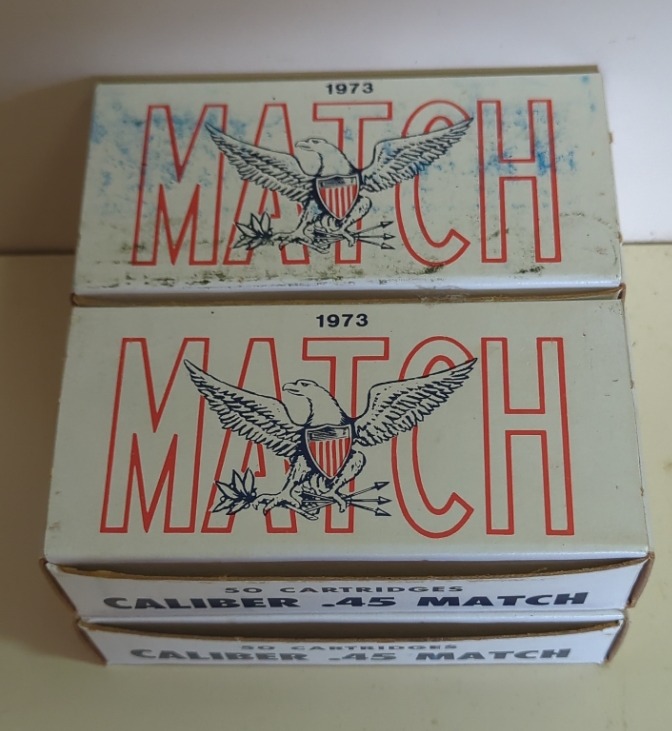 1973
MATCH
1973
MATCH
50 CARTRIDGES
CALIBER .45 MATCH
50 CARTRIDGES
CALIBER .45 MATCH